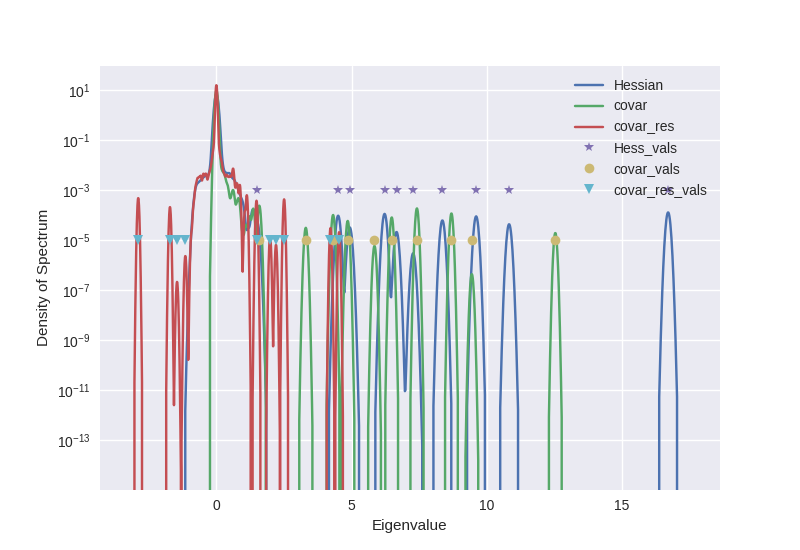 Hessian
covar
covar_res
Hess_vals
covar_vals
covar_res_vals
10^1
10^-1
10^-3
10^-5
10^-7
10^-9
10^-11
10^-13
Density of Spectrum
0 5 10 15
Eigenvalue